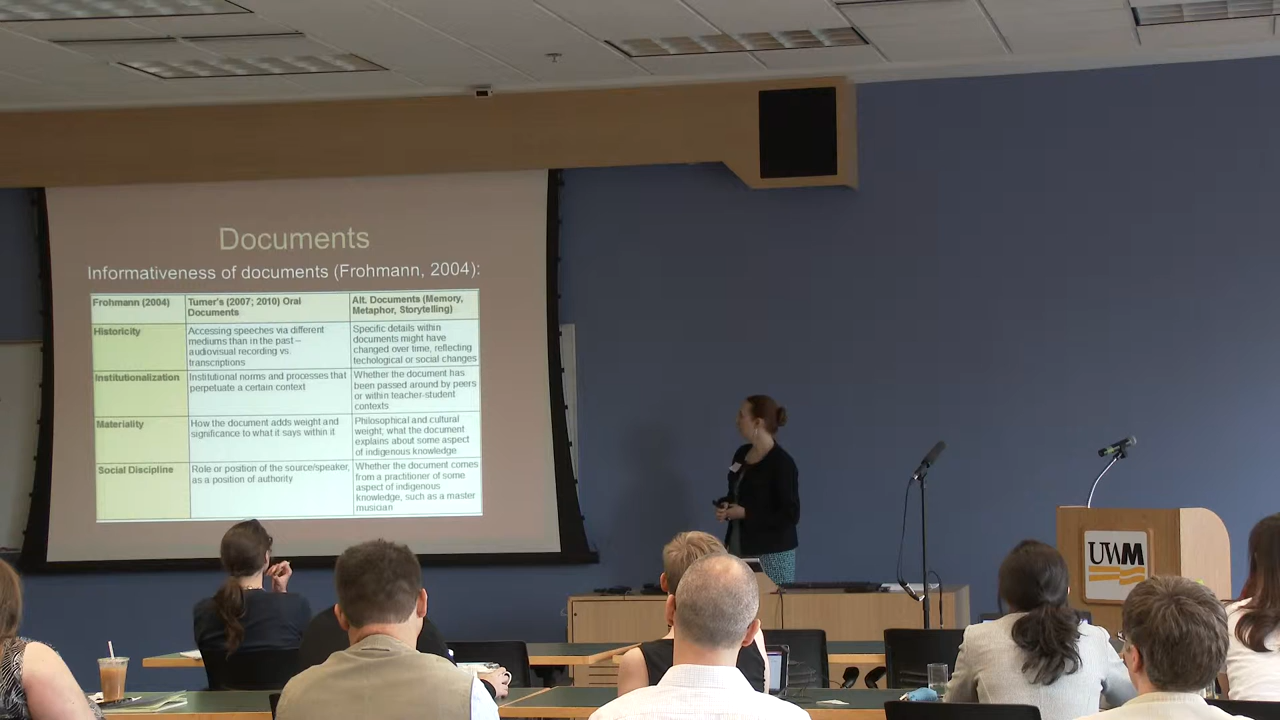 Documents
Informativeness of documents (Frohmann, 2004):
Frohmann (2004)
Turner's (2007; 2010) Oral
Documents
Alt. Documents (Memory,
Metaphor, Storytelling)
Historicity
Accessing speeches via different
mediums than in the past –
audiovisual recording vs.
transcriptions
Specific details within
documents might have
changed over time, reflecting
techological or social changes
Institutionalization
Institutional norms and processes that
perpetuate a certain context
Whether the document has
been passed around by peers
or within teacher-student
contexts
Materiality
How the document adds weight and
significance to what it says within it
Philosophical and cultural
weight; what the document
explains about some aspect
of indigenous knowledge
Social Discipline
Role or position of the source/speaker,
as a position of authority
Whether the document comes
from a practitioner of some
aspect of indigenous
knowledge, such as a master
musician
UWM